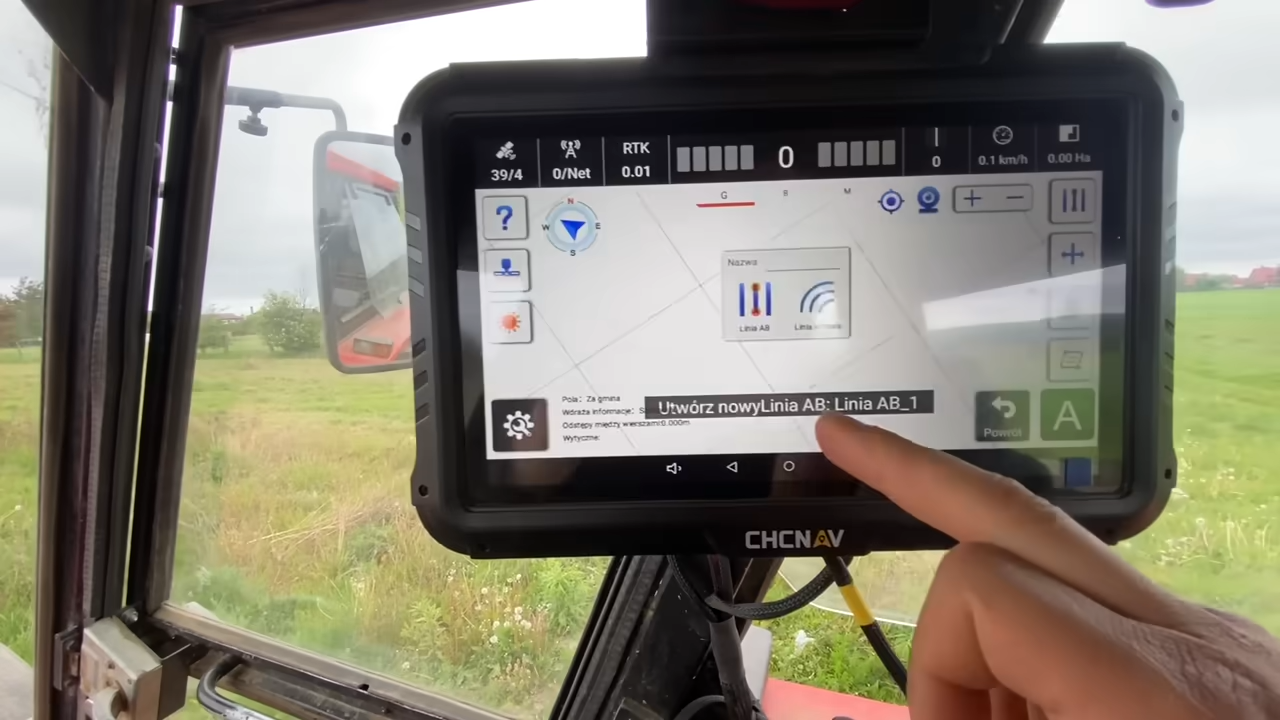 39/4
0/Net
RTK
0.01
0
0
0.1 km/h
0.00 Ha
G
B
M
N
W
E
S
?
Nazwa
Linia AB
Linia
Pola: Za gmina
Wdraża informacje: S
Odstępy między wierszami:0.000m
Wytyczne:
Utwórz nowyLinia AB: Linia AB_1
Powrót
A
CHCNAV